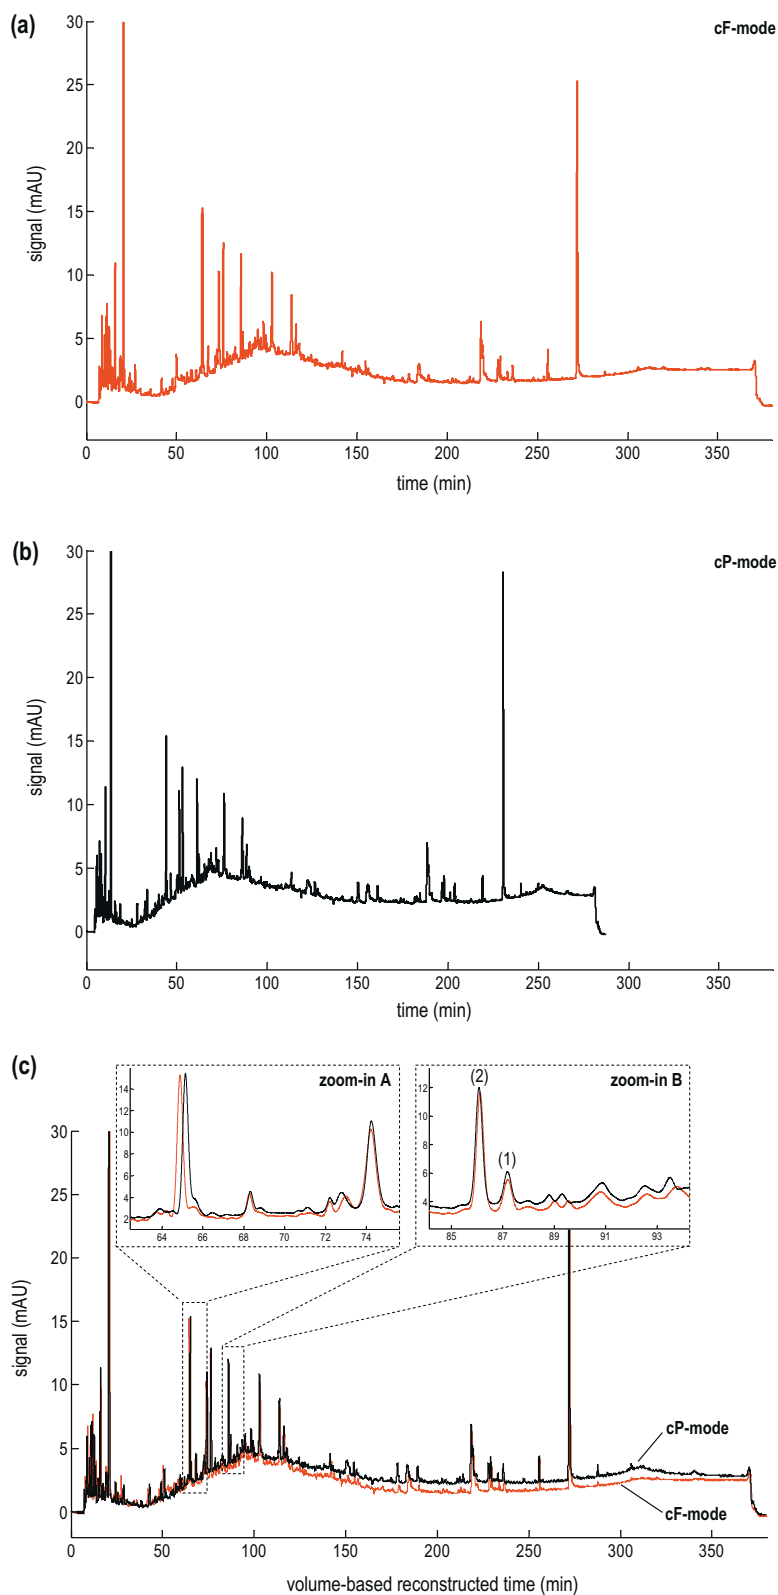 (a)
cF-mode
30
25
20
15
10
5
0
signal (mAU)
0 50 100 150 200 250 300 350
time (min)
(b)
cP-mode
30
25
20
15
10
5
0
signal (mAU)
0 50 100 150 200 250 300 350
time (min)
(c)
zoom-in A
14
12
10
8
6
4
2
64 66 68 70 72 74
zoom-in B
(2)
(1)
12
10
8
6
4
85 87 89 91 93
30
25
20
15
10
5
0
signal (mAU)
cP-mode
cF-mode
0 50 100 150 200 250 300 350
volume-based reconstructed time (min)